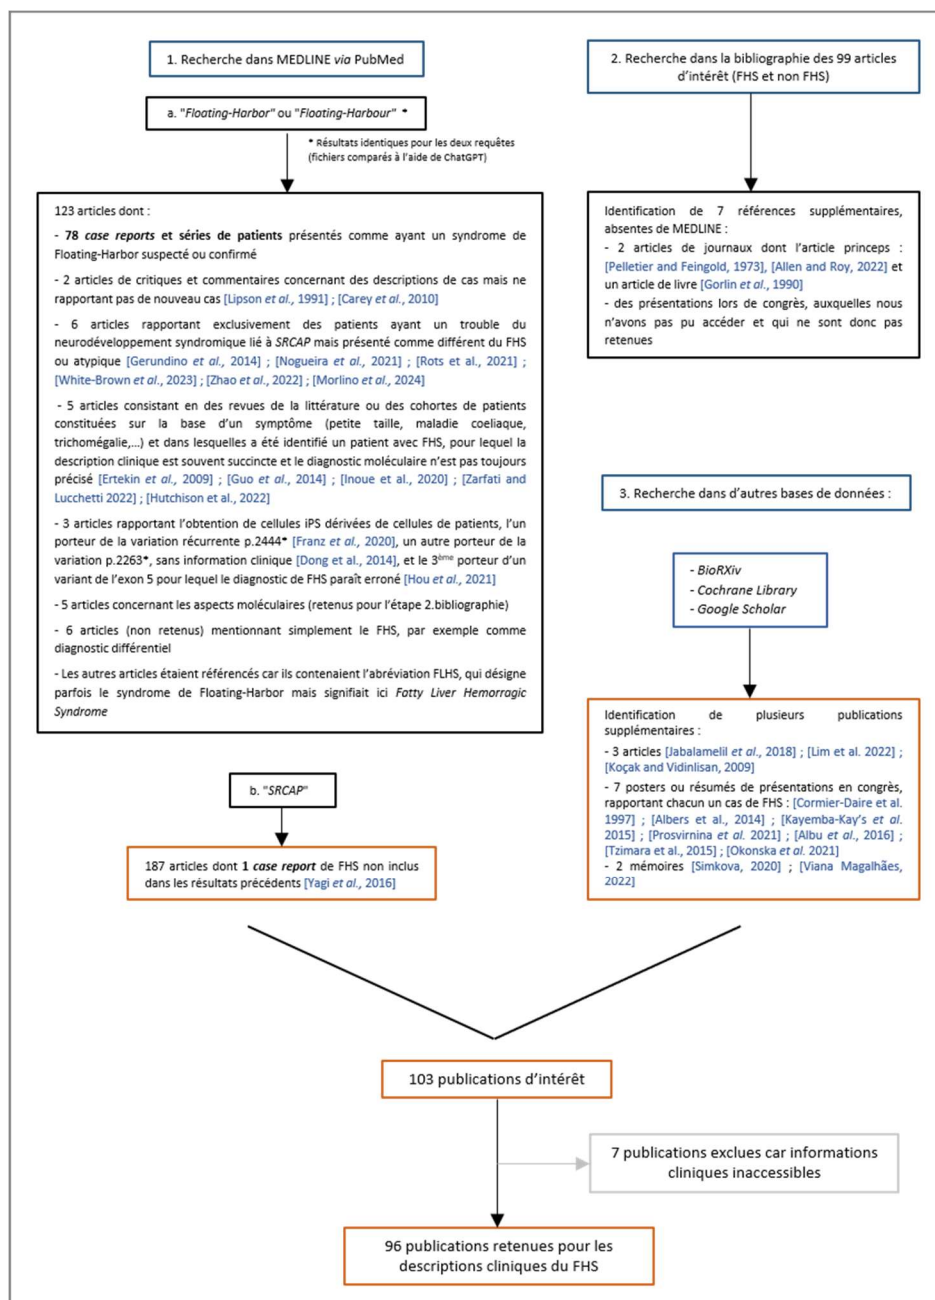 1. Recherche dans MEDLINE via PubMed
a. "Floating-Harbor" ou "Floating-Harbour" *
* Résultats identiques pour les deux requêtes
(fichiers comparés à l'aide de ChatGPT)
123 articles dont :
- 78 case reports et séries de patients présentés comme ayant un syndrome de
Floating-Harbor suspecté ou confirmé
- 2 articles de critiques et commentaires concernant des descriptions de cas mais ne
rapportant pas de nouveau cas [Lipson et al., 1991] ; [Carey et al., 2010]
- 6 articles rapportant exclusivement des patients ayant un trouble du
neurodéveloppement syndromique lié à SRCAP mais présenté comme différent du FHS
ou atypique [Gerundino et al., 2014] ; [Nogueira et al., 2021] ; [Rots et al., 2021] ;
[White-Brown et al., 2023] ; [Zhao et al., 2022] ; [Morlino et al., 2024]
- 5 articles consistant en des revues de la littérature ou des cohortes de patients
constituées sur la base d'un symptôme (petite taille, maladie coeliaque,
trichomégalie,...) et dans lesquelles a été identifié un patient avec FHS, pour lequel la
description clinique est souvent succincte et le diagnostic moléculaire n'est pas toujours
précisé [Ertekin et al., 2009] ; [Guo et al., 2014] ; [Inoue et al., 2020] ; [Zarfati and
Lucchetti 2022] ; [Hutchison et al., 2022]
- 3 articles rapportant l'obtention de cellules iPS dérivées de cellules de patients, l'un
porteur de la variation récurrente p.2444* [Franz et al., 2020], un autre porteur de la
variation p.2263*, sans information clinique [Dong et al., 2014], et le 3ème porteur d'un
variant de l'exon 5 pour lequel le diagnostic de FHS paraît erroné [Hou et al., 2021]
- 5 articles concernant les aspects moléculaires (retenus pour l'étape 2.bibliographie)
- 6 articles (non retenus) mentionnant simplement le FHS, par exemple comme
diagnostic différentiel
- Les autres articles étaient référencés car ils contenaient l'abréviation FLHS, qui désigne
parfois le syndrome de Floating-Harbor mais signifiait ici Fatty Liver Hemorragic
Syndrome
b. "SRCAP"
187 articles dont 1 case report de FHS non inclus
dans les résultats précédents [Yagi et al., 2016]
2. Recherche dans la bibliographie des 99 articles
d'intérêt (FHS et non FHS)
Identification de 7 références supplémentaires,
absentes de MEDLINE :
- 2 articles de journaux dont l'article princeps :
[Pelletier and Feingold, 1973], [Allen and Roy, 2022] et
un article de livre [Gorlin et al., 1990]
- des présentations lors de congrès, auxquelles nous
n'avons pas pu accéder et qui ne sont donc pas
retenues
3. Recherche dans d'autres bases de données :
- BioRXiv
- Cochrane Library
- Google Scholar
Identification de plusieurs publications
supplémentaires :
- 3 articles [Jabalamelil et al., 2018] ; [Lim et al. 2022] ;
[Koçak and Vidinlisan, 2009]
- 7 posters ou résumés de présentations en congrès,
rapportant chacun un cas de FHS : [Cormier-Daire et al.
1997] ; [Albers et al., 2014] ; [Kayemba-Kay's et al.
2015] ; [Prosvirnina et al. 2021] ; [Albu et al., 2016] ;
[Tzimara et al., 2015] ; [Okonska et al. 2021]
- 2 mémoires [Simkova, 2020] ; [Viana Magalhães,
2022]
103 publications d'intérêt
7 publications exclues car informations
cliniques inaccessibles
96 publications retenues pour les
descriptions cliniques du FHS